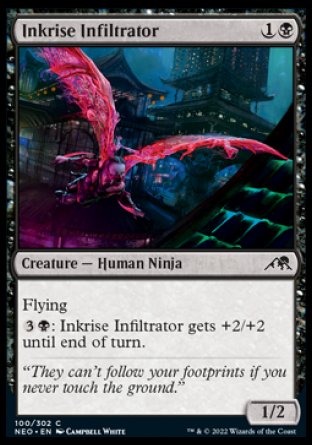 Inkrise Infiltrator 1
Creature — Human Ninja
Flying
3 : Inkrise Infiltrator gets +2/+2
until end of turn.
“They can’t follow your footprints if you
never touch the ground.”
1/2
100/302 C
NEO • EN CAMPBELL WHITE
™ & © 2022 Wizards of the Coast